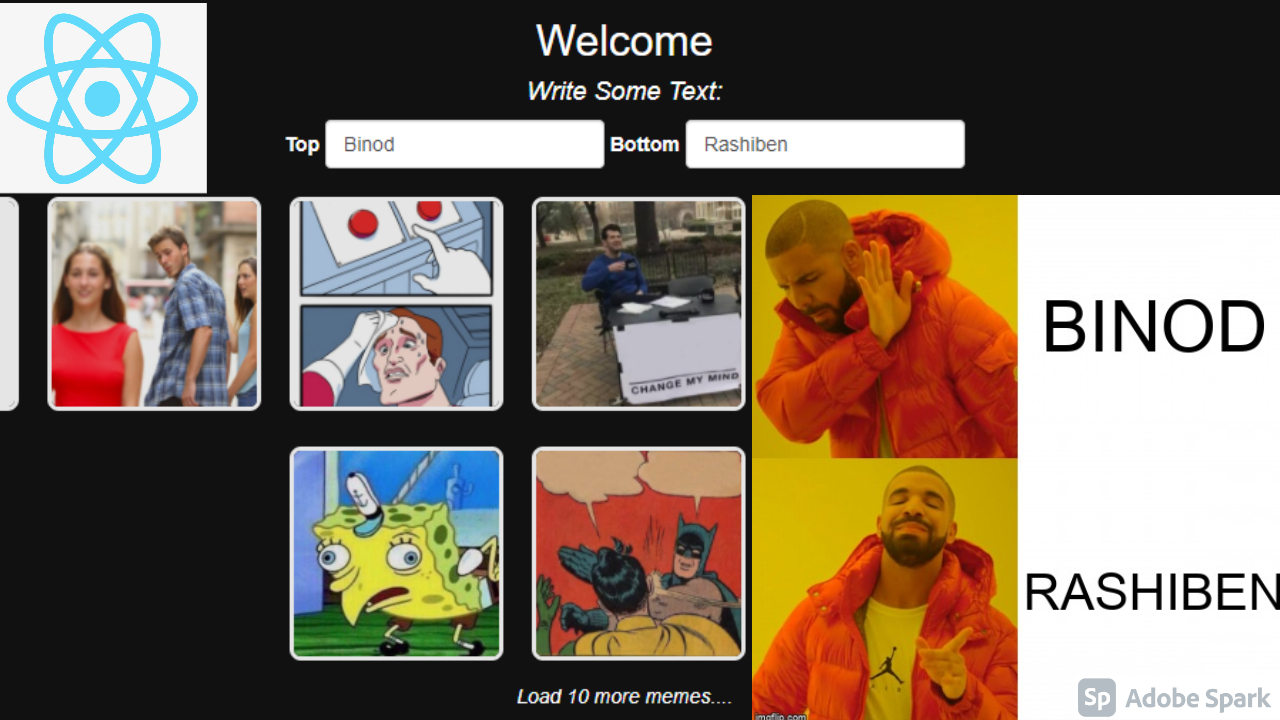 Welcome
Write Some Text:
Top Binod Bottom Rashiben
CHANGE MY MIND
BINOD
RASHIBEN
Load 10 more memes....
imgflip.com
Sp Adobe Spark